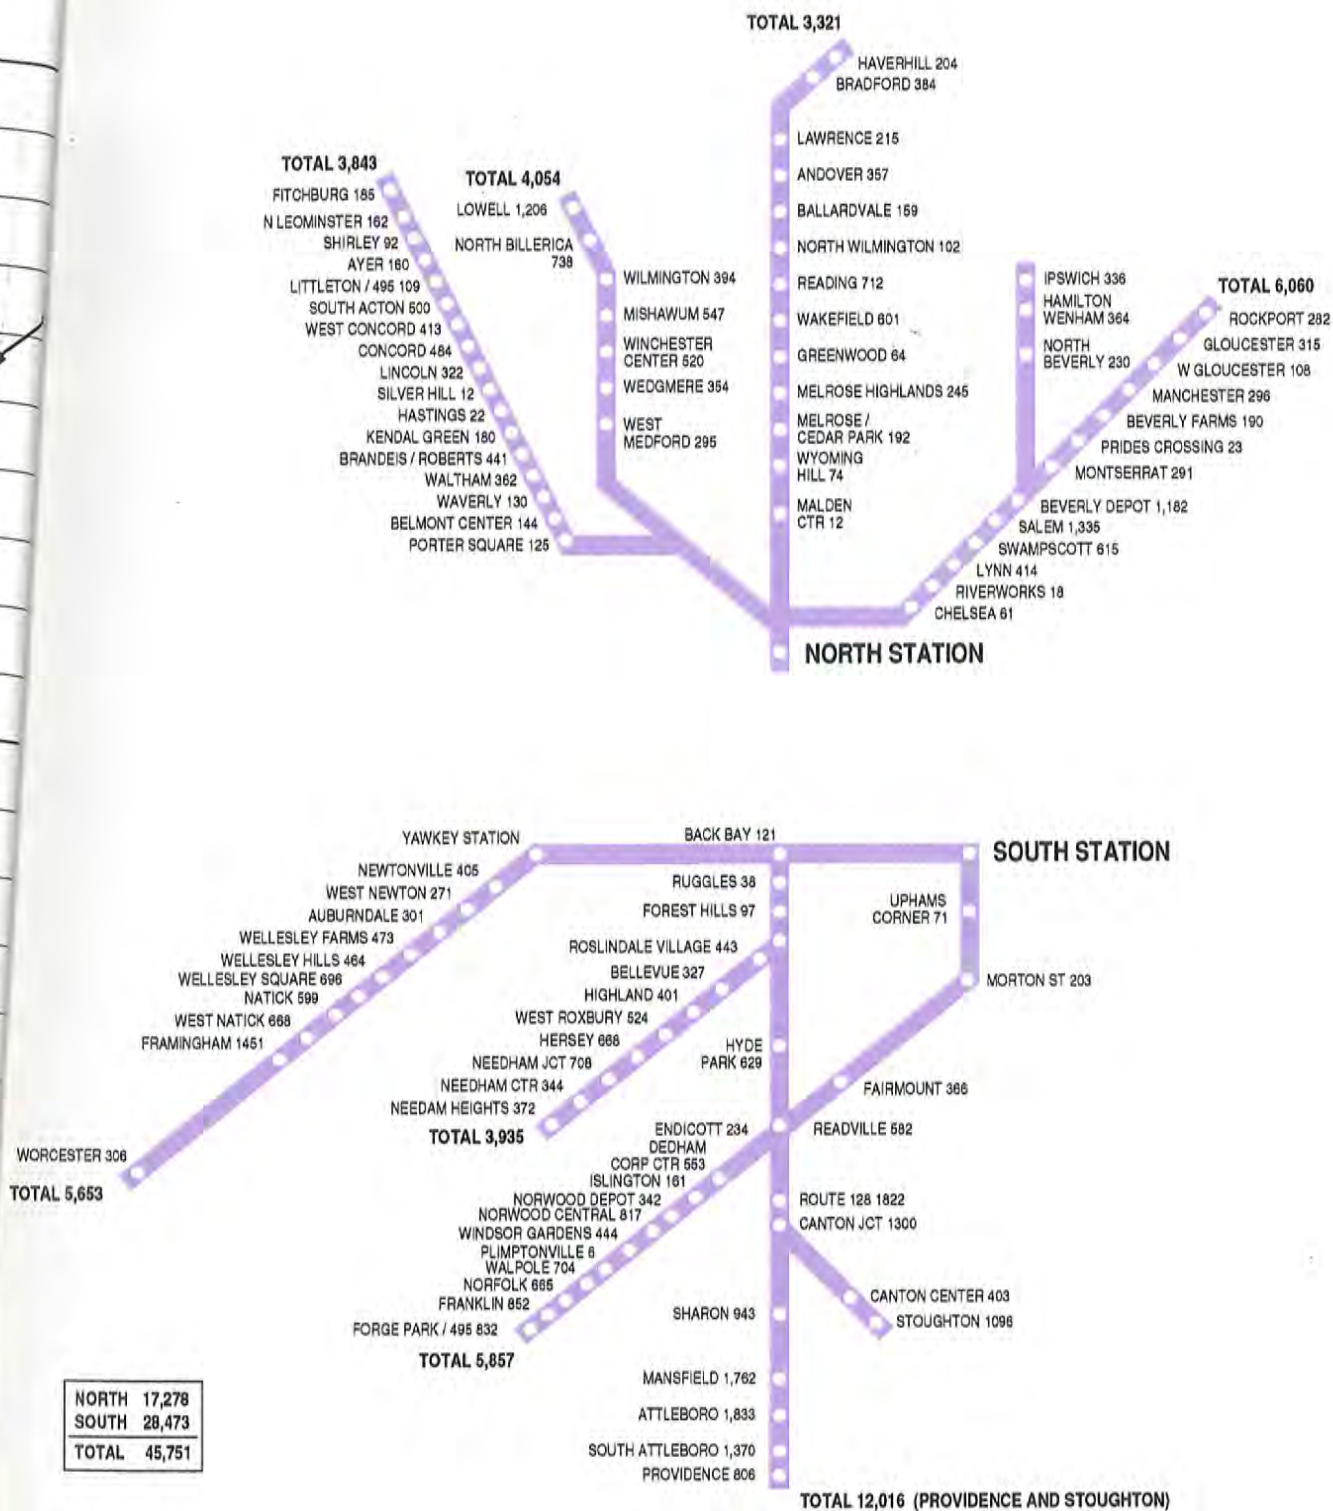 TOTAL 3,321
HAVERHILL 204
BRADFORD 384
LAWRENCE 215
ANDOVER 357
BALLARDVALE 159
NORTH WILMINGTON 102
READING 712
WAKEFIELD 601
GREENWOOD 64
MELROSE HIGHLANDS 245
MELROSE /
CEDAR PARK 192
WYOMING
HILL 74
MALDEN
CTR 12
TOTAL 3,843
FITCHBURG 185
N LEOMINSTER 162
SHIRLEY 92
AYER 160
LITTLETON / 495 109
SOUTH ACTON 500
WEST CONCORD 413
CONCORD 484
LINCOLN 322
SILVER HILL 12
HASTINGS 22
KENDAL GREEN 180
BRANDEIS / ROBERTS 441
WALTHAM 362
WAVERLY 130
BELMONT CENTER 144
PORTER SQUARE 125
TOTAL 4,054
LOWELL 1,206
NORTH BILLERICA
738
WILMINGTON 394
MISHAWUM 547
WINCHESTER
CENTER 520
WEDGMERE 354
WEST
MEDFORD 295
IPSWICH 336
HAMILTON
WENHAM 364
NORTH
BEVERLY 230
TOTAL 6,060
ROCKPORT 282
GLOUCESTER 315
W GLOUCESTER 108
MANCHESTER 296
BEVERLY FARMS 190
PRIDES CROSSING 23
MONTSERRAT 291
BEVERLY DEPOT 1,182
SALEM 1,335
SWAMPSCOTT 615
LYNN 414
RIVERWORKS 18
CHELSEA 61
NORTH STATION
YAWKEY STATION
BACK BAY 121
SOUTH STATION
NEWTONVILLE 405
WEST NEWTON 271
AUBURNDALE 301
WELLESLEY FARMS 473
WELLESLEY HILLS 464
WELLESLEY SQUARE 696
NATICK 599
WEST NATICK 668
FRAMINGHAM 1451
WORCESTER 306
TOTAL 5,653
RUGGLES 38
FOREST HILLS 97
ROSLINDALE VILLAGE 443
BELLEVUE 327
HIGHLAND 401
WEST ROXBURY 524
HERSEY 668
NEEDHAM JCT 708
NEEDHAM CTR 344
NEEDAM HEIGHTS 372
TOTAL 3,935
HYDE
PARK 629
UPHAMS
CORNER 71
MORTON ST 203
FAIRMOUNT 366
READVILLE 582
ENDICOTT 234
DEDHAM
CORP CTR 553
ISLINGTON 161
NORWOOD DEPOT 342
NORWOOD CENTRAL 817
WINDSOR GARDENS 444
PLIMPTONVILLE 6
WALPOLE 704
NORFOLK 665
FRANKLIN 852
FORGE PARK / 495 832
TOTAL 5,857
ROUTE 128 1822
CANTON JCT 1300
CANTON CENTER 403
STOUGHTON 1096
SHARON 943
MANSFIELD 1,762
ATTLEBORO 1,833
SOUTH ATTLEBORO 1,370
PROVIDENCE 806
TOTAL 12,016 (PROVIDENCE AND STOUGHTON)
NORTH 17,278
SOUTH 28,473
TOTAL 45,751